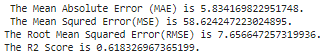 The Mean Absolute Error (MAE) is 5.834169822951748.
The Mean Squred Error(MSE) is 58.624247223024895.
The Root Mean Squared Error(RMSE) is 7.656647257319936.
The R2 Score is 0.618326967365199.